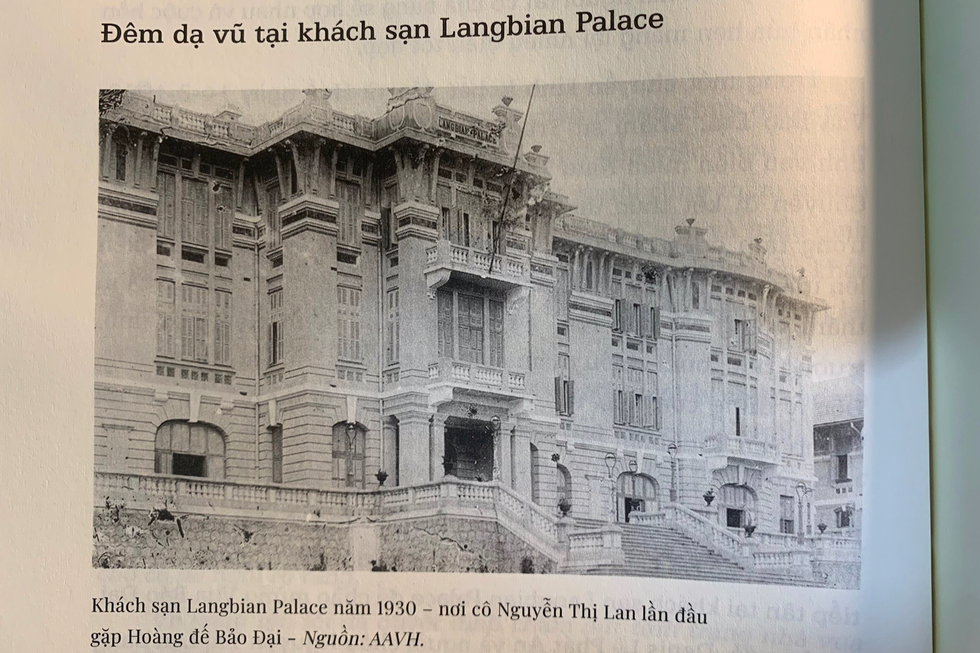 Đêm dạ vũ tại khách sạn Langbian Palace
LANGBIAN PALACE
Khách sạn Langbian Palace năm 1930 – nơi cô Nguyễn Thị Lan lần đầu
gặp Hoàng đế Bảo Đại – Nguồn: AAVH.